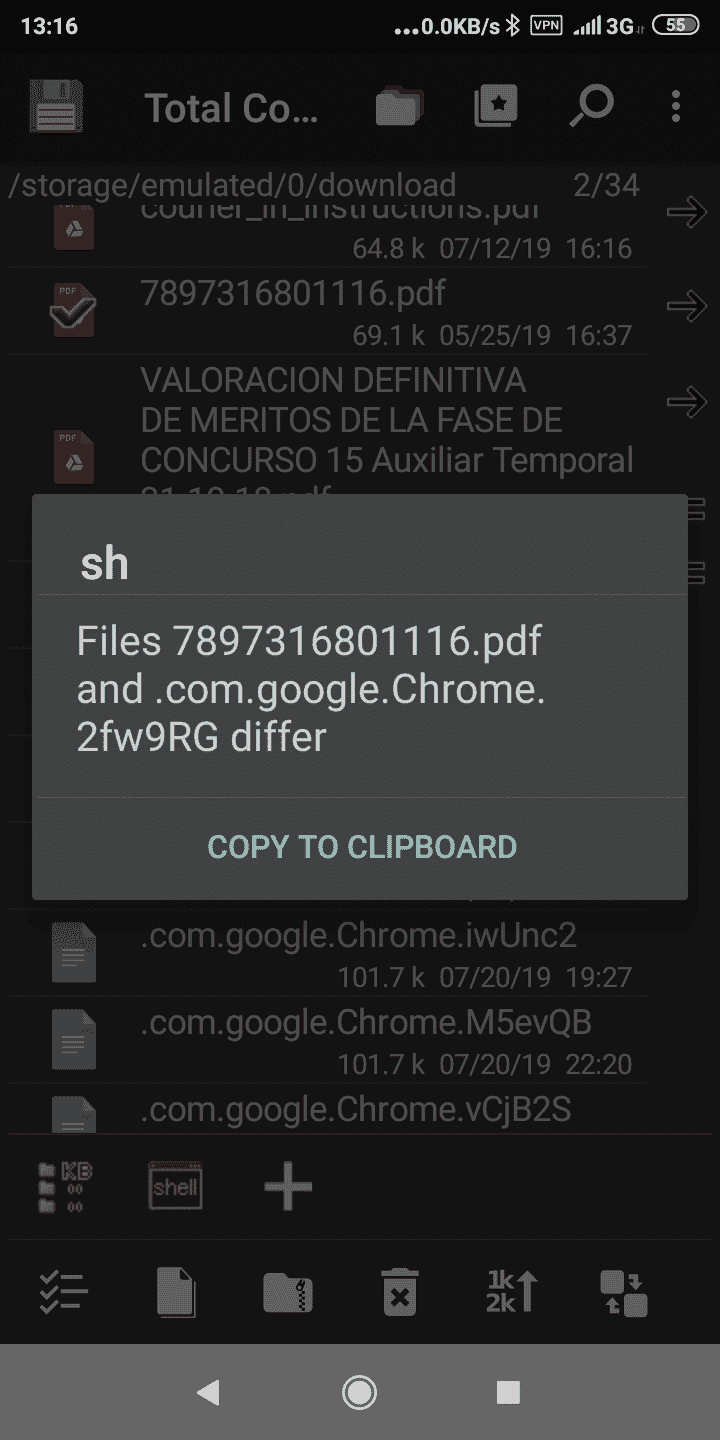 13:16 ...0.0KB/s VPN 3G 55
Total Co...
/storage/emulated/0/download 2/34
courier_in_instructions.pdf
64.8 k 07/12/19 16:16
PDF
7897316801116.pdf
69.1 k 05/25/19 16:37
VALORACION DEFINITIVA
DE MERITOS DE LA FASE DE
PDF
CONCURSO 15 Auxiliar Temporal
sh
Files 7897316801116.pdf
and .com.google.Chrome.
2fw9RG differ
COPY TO CLIPBOARD
.com.google.Chrome.iwUnc2
101.7 k 07/20/19 19:27
.com.google.Chrome.M5evQB
101.7 k 07/20/19 22:20
.com.google.Chrome.vCjB2S
KB
00
00
shell
1k
2k